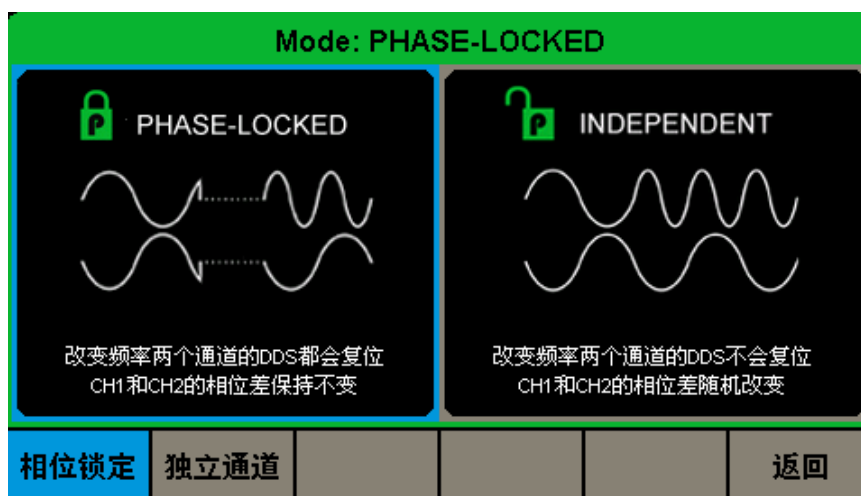 Mode: PHASE-LOCKED
P PHASE-LOCKED
改变频率两个通道的DDS都会复位
CH1和CH2的相位差保持不变
P INDEPENDENT
改变频率两个通道的DDS不会复位
CH1和CH2的相位差随机改变
相位锁定 独立通道 返回